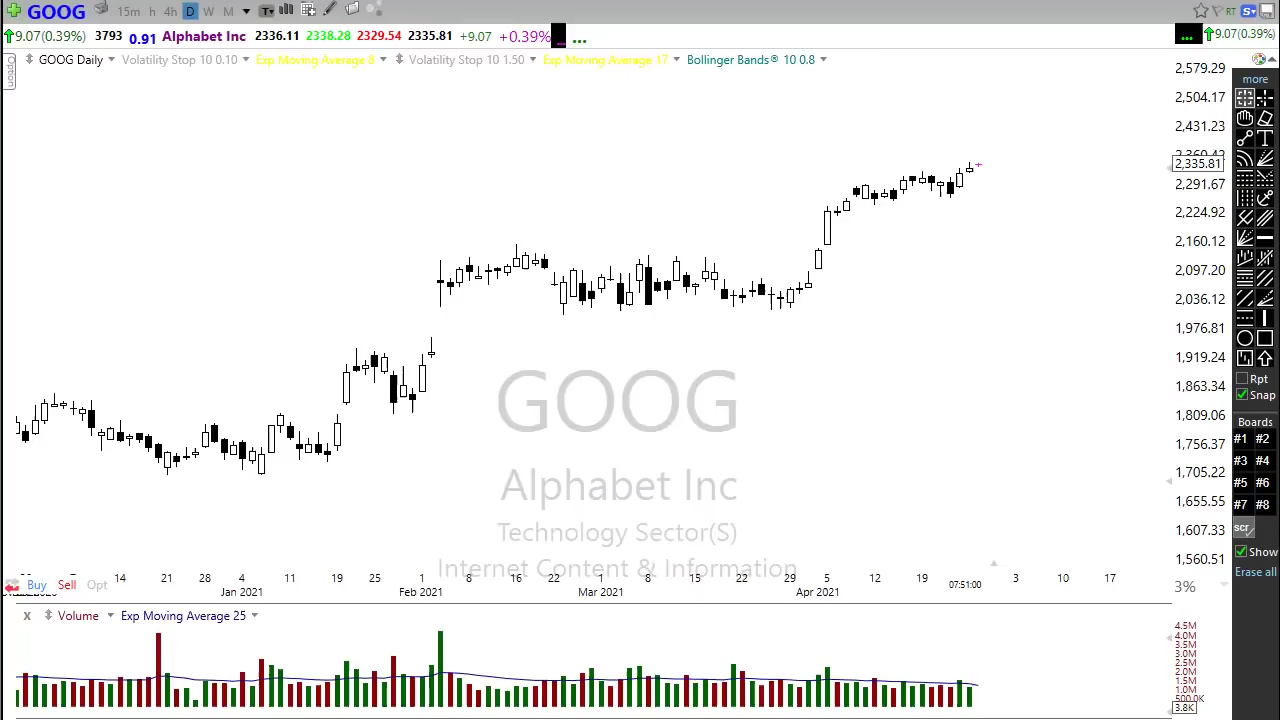 GOOG 15m h 4h D W M T RT S
9.07(0.39%) 3793 0.91 Alphabet Inc 2336.11 2338.28 2329.54 2335.81 +9.07 +0.39% ... ... 9.07(0.39%)
Option GOOG Daily Volatility Stop 10 0.10 Exp Moving Average 8 Volatility Stop 10 1.50 Exp Moving Average 17 Bollinger Bands® 10 0.8
2,579.29
more
2,504.17
2,431.23
2,335.81
2,291.67
2,224.92
2,160.12
2,097.20
2,036.12
1,976.81
1,919.24
1,863.34
1,809.06
1,756.37
1,705.22
1,655.55
1,607.33
1,560.51
Rpt
Snap
Boards
#1 #2
#3 #4
#5 #6
#7 #8
scr
Show
Erase all
GOOG
Alphabet Inc
Technology Sector(S)
Internet Content & Information
Buy Sell Opt
14 21 28 4 11 19 25 1 8 16 22 1 8 15 22 29 5 12 19 07:51:00 3 10 17
Jan 2021 Feb 2021 Mar 2021 Apr 2021
3%
x Volume Exp Moving Average 25
4.5M
4.0M
3.5M
3.0M
2.5M
2.0M
1.5M
1.0M
500.0K
3.8K